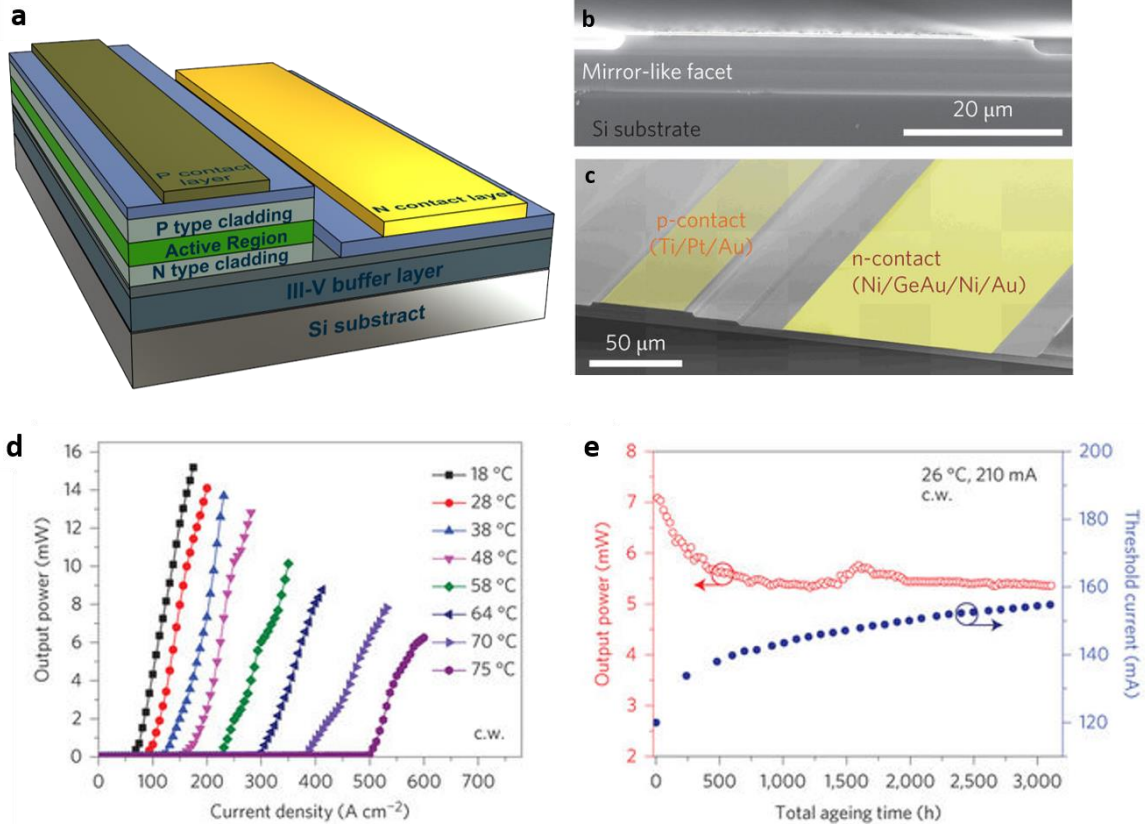 a
P contact
layer
N contact layer
P type cladding
Active Region
N type cladding
III-V buffer layer
Si substract
b
Mirror-like facet
20 μm
Si substrate
c
p-contact
(Ti/Pt/Au)
n-contact
(Ni/GeAu/Ni/Au)
50 μm
d
16
14
12
10
8
6
4
2
0
Output power (mW)
18 °C
28 °C
38 °C
48 °C
58 °C
64 °C
70 °C
75 °C
c.w.
0 100 200 300 400 500 600 700
Current density (A cm⁻²)
e
8
7
6
5
4
3
2
Output power (mW)
26 °C, 210 mA
c.w.
200
180
160
140
120
Threshold current (mA)
0 500 1,000 1,500 2,000 2,500 3,000
Total ageing time (h)